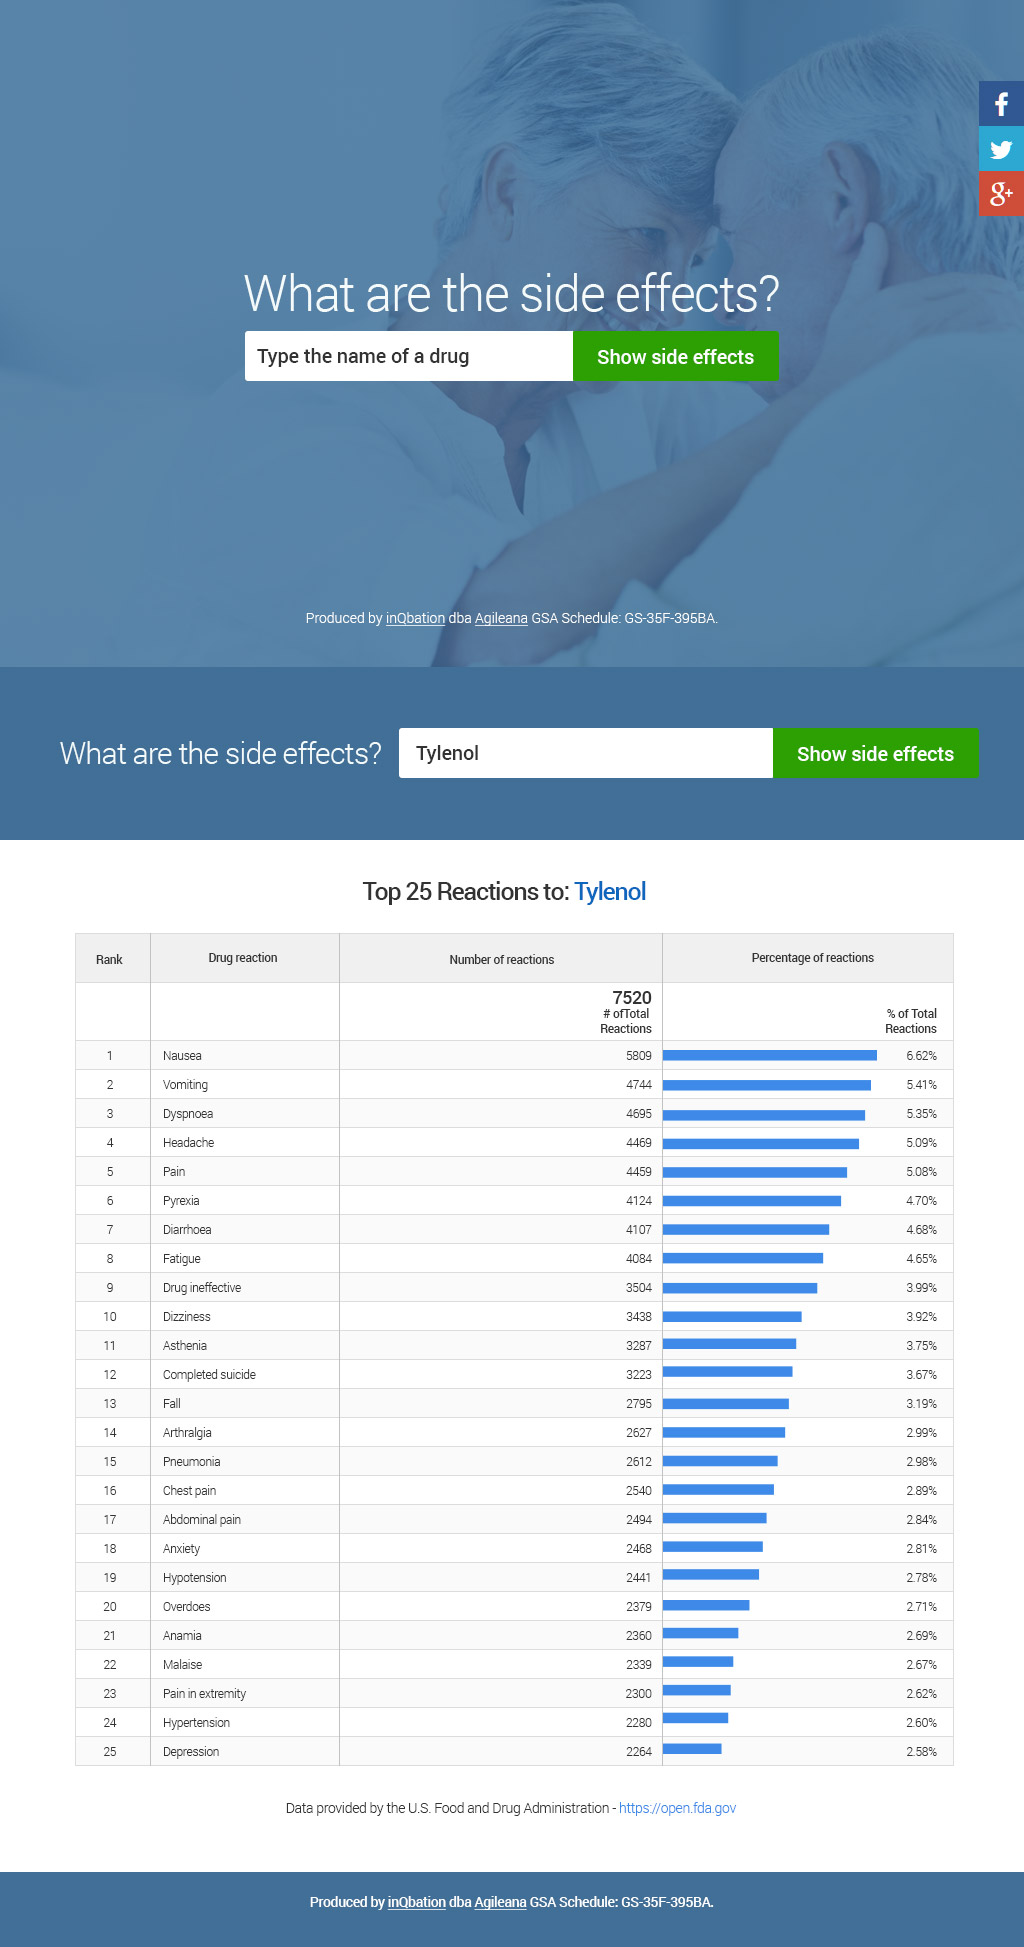 f
g+
What are the side effects?
Type the name of a drug Show side effects
Produced by inQbation dba Agileana GSA Schedule: GS-35F-395BA.
What are the side effects? Tylenol Show side effects
Top 25 Reactions to: Tylenol
Rank Drug reaction Number of reactions Percentage of reactions
7520
# ofTotal % of Total
Reactions Reactions
1 Nausea 5809 6.62%
2 Vomiting 4744 5.41%
3 Dyspnoea 4695 5.35%
4 Headache 4469 5.09%
5 Pain 4459 5.08%
6 Pyrexia 4124 4.70%
7 Diarrhoea 4107 4.68%
8 Fatigue 4084 4.65%
9 Drug ineffective 3504 3.99%
10 Dizziness 3438 3.92%
11 Asthenia 3287 3.75%
12 Completed suicide 3223 3.67%
13 Fall 2795 3.19%
14 Arthralgia 2627 2.99%
15 Pneumonia 2612 2.98%
16 Chest pain 2540 2.89%
17 Abdominal pain 2494 2.84%
18 Anxiety 2468 2.81%
19 Hypotension 2441 2.78%
20 Overdoes 2379 2.71%
21 Anamia 2360 2.69%
22 Malaise 2339 2.67%
23 Pain in extremity 2300 2.62%
24 Hypertension 2280 2.60%
25 Depression 2264 2.58%
Data provided by the U.S. Food and Drug Administration - https://open.fda.gov
Produced by inQbation dba Agileana GSA Schedule: GS-35F-395BA.